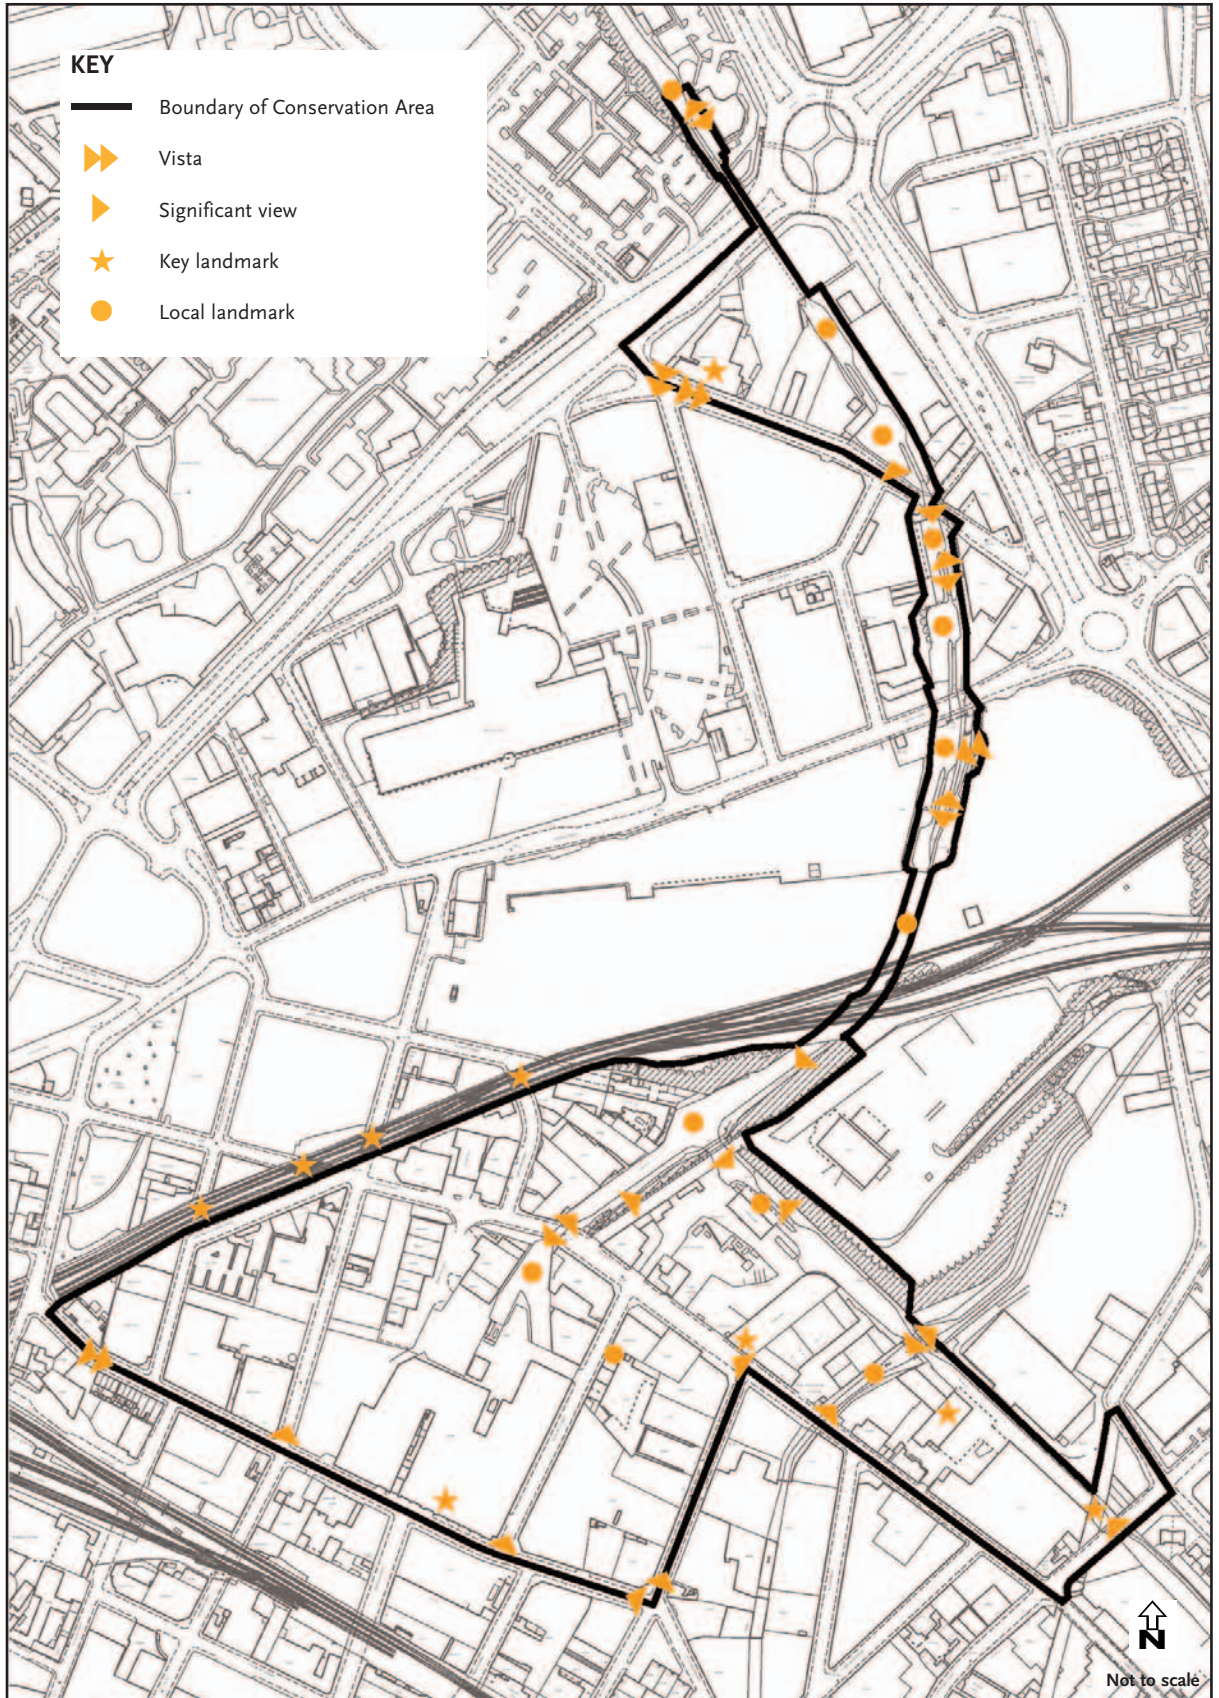 KEY
Boundary of Conservation Area
Vista
Significant view
Key landmark
Local landmark
N
Not to scale